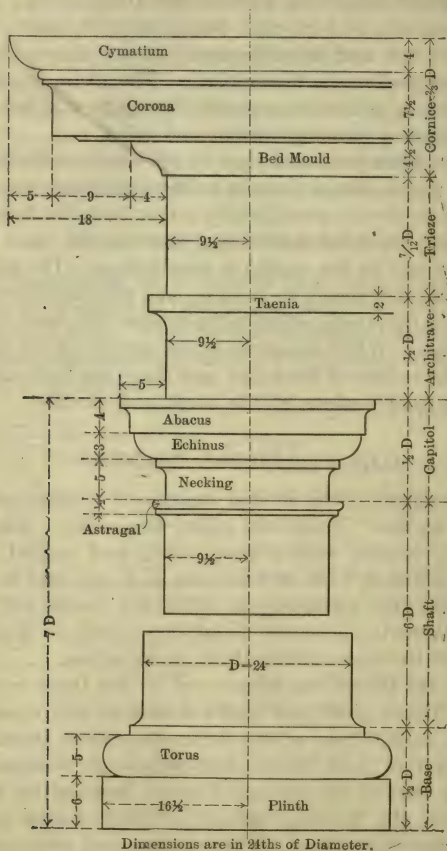 Cymatium
4
Corona
7½
Cornice-⅔ D
Bed Mould
4½
5
9
4
18
9½
7/12 D
Frieze
Taenia
2
9½
½ D
Architrave
5
4
Abacus
3
Echinus
½ D
Capitol
5
Necking
1½
Astragal
9½
7 D
6 D
Shaft
D=24
5
Torus
½ D
Base
6
16½
Plinth
Dimensions are in 24ths of Diameter.